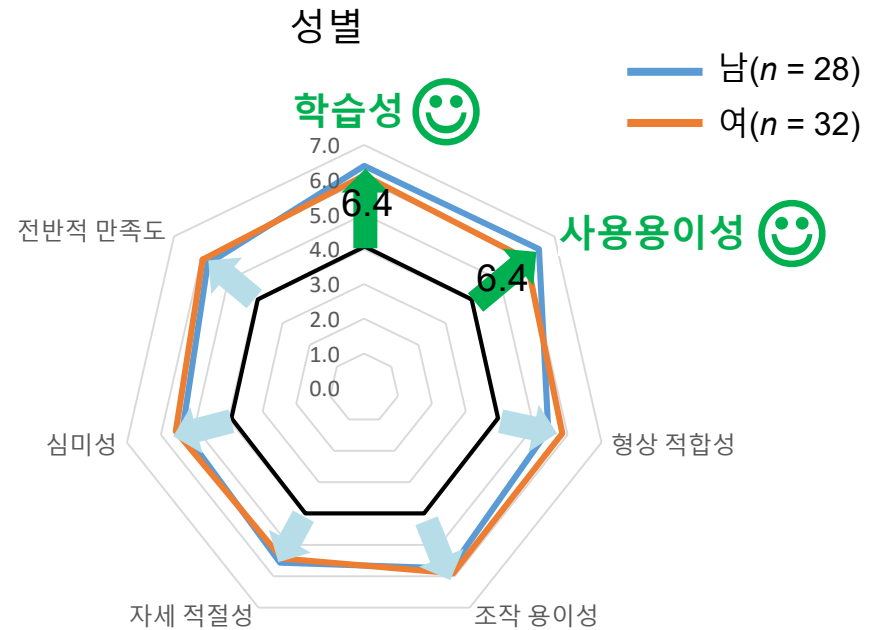 성별
남(n = 28)
여(n = 32)
학습성
7.0
6.0
6.4
5.0
4.0
3.0
2.0
1.0
0.0
전반적 만족도
사용용이성
6.4
심미성
형상 적합성
자세 적절성
조작 용이성